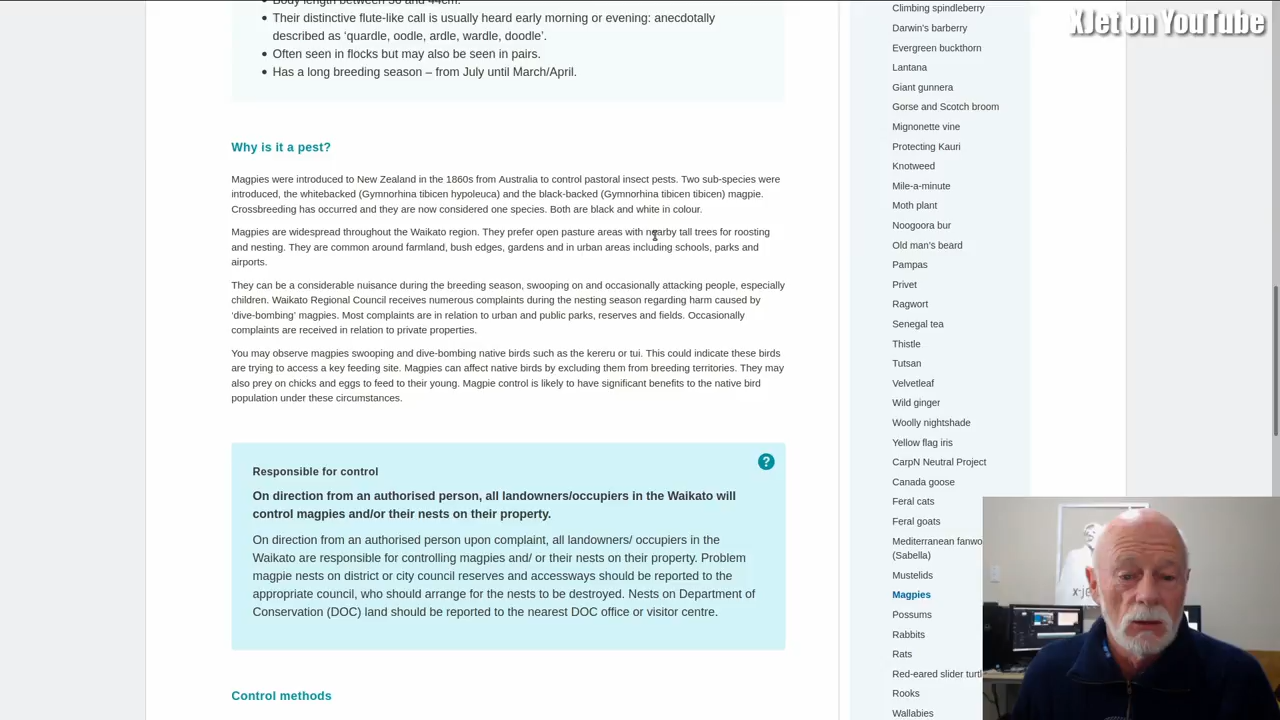 XJet on YouTube
Their distinctive flute-like call is usually heard early morning or evening: anecdotally
described as ‘quardle, oodle, ardle, wardle, doodle’.
Often seen in flocks but may also be seen in pairs.
Has a long breeding season – from July until March/April.
Why is it a pest?
Magpies were introduced to New Zealand in the 1860s from Australia to control pastoral insect pests. Two sub-species were
introduced, the whitebacked (Gymnorhina tibicen hypoleuca) and the black-backed (Gymnorhina tibicen tibicen) magpie.
Crossbreeding has occurred and they are now considered one species. Both are black and white in colour.
Magpies are widespread throughout the Waikato region. They prefer open pasture areas with nearby tall trees for roosting
and nesting. They are common around farmland, bush edges, gardens and in urban areas including schools, parks and
airports.
They can be a considerable nuisance during the breeding season, swooping on and occasionally attacking people, especially
children. Waikato Regional Council receives numerous complaints during the nesting season regarding harm caused by
‘dive-bombing’ magpies. Most complaints are in relation to urban and public parks, reserves and fields. Occasionally
complaints are received in relation to private properties.
You may observe magpies swooping and dive-bombing native birds such as the kereru or tui. This could indicate these birds
are trying to access a key feeding site. Magpies can affect native birds by excluding them from breeding territories. They may
also prey on chicks and eggs to feed to their young. Magpie control is likely to have significant benefits to the native bird
population under these circumstances.
Responsible for control
?
On direction from an authorised person, all landowners/occupiers in the Waikato will
control magpies and/or their nests on their property.
On direction from an authorised person upon complaint, all landowners/ occupiers in the
Waikato are responsible for controlling magpies and/ or their nests on their property. Problem
magpie nests on district or city council reserves and accessways should be reported to the
appropriate council, who should arrange for the nests to be destroyed. Nests on Department of
Conservation (DOC) land should be reported to the nearest DOC office or visitor centre.
Control methods
Climbing spindleberry
Darwin's barberry
Evergreen buckthorn
Lantana
Giant gunnera
Gorse and Scotch broom
Mignonette vine
Protecting Kauri
Knotweed
Mile-a-minute
Moth plant
Noogoora bur
Old man's beard
Pampas
Privet
Ragwort
Senegal tea
Thistle
Tutsan
Velvetleaf
Wild ginger
Woolly nightshade
Yellow flag iris
CarpN Neutral Project
Canada goose
Feral cats
Feral goats
Mediterranean fanwo
(Sabella)
Mustelids
Magpies
Possums
Rabbits
Rats
Red-eared slider turtl
Rooks
Wallabies